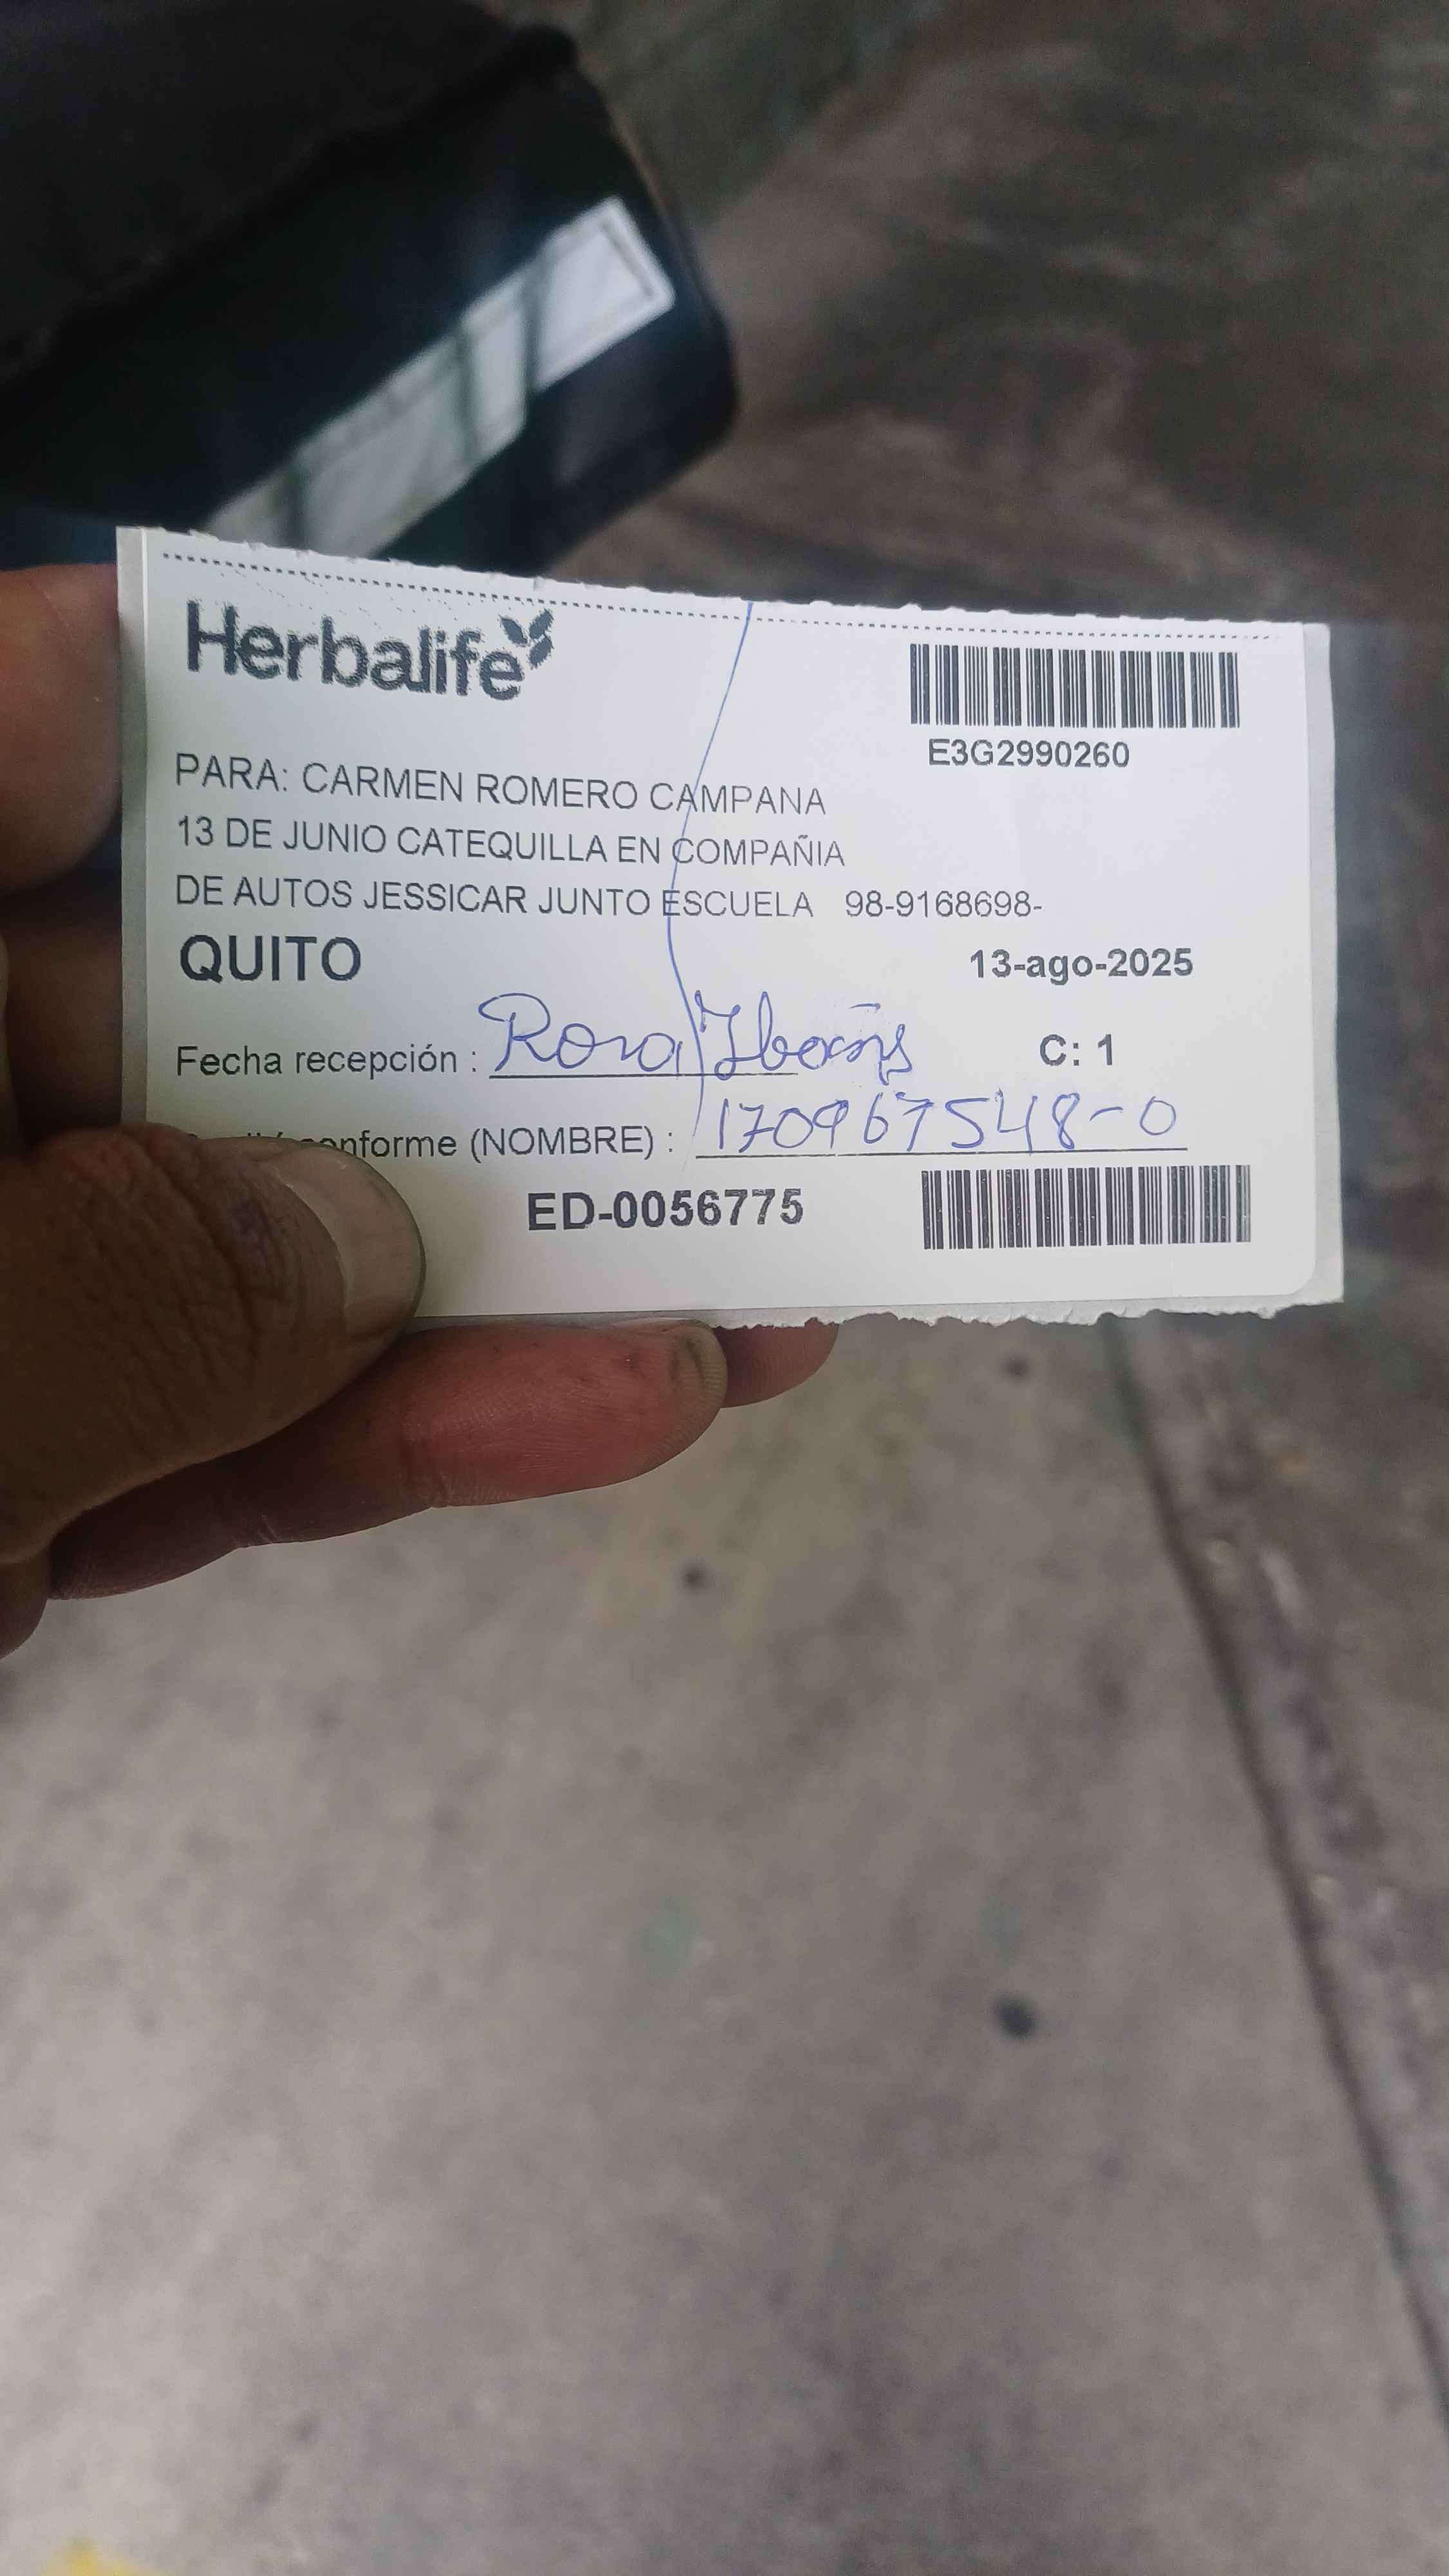 Herbalife
E3G2990260
PARA: CARMEN ROMERO CAMPANA
13 DE JUNIO CATEQUILLA EN COMPAÑIA
DE AUTOS JESSICAR JUNTO ESCUELA 98-9168698-
QUITO 13-ago-2025
Fecha recepción : Rosa C: 1
conforme (NOMBRE) : 170967548-0
ED-0056775